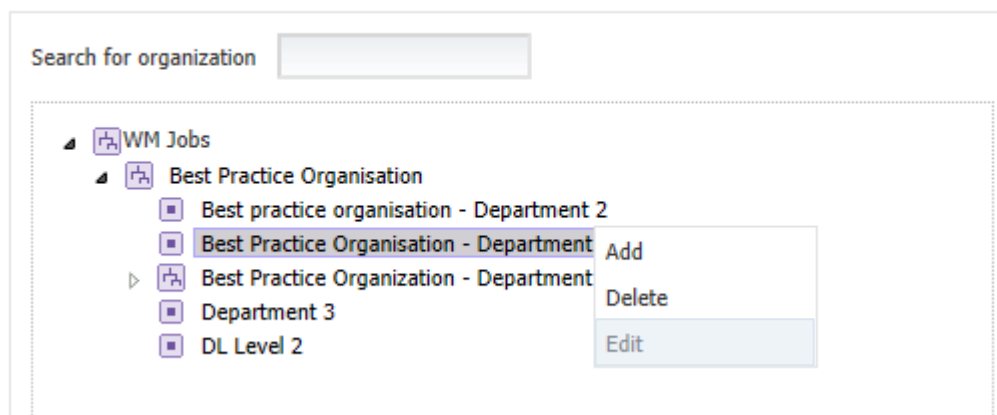 Search for organization
WM Jobs
Best Practice Organisation
Best practice organisation - Department 2
Best Practice Organisation - Department
Add
Best Practice Organization - Department
Delete
Department 3
DL Level 2
Edit